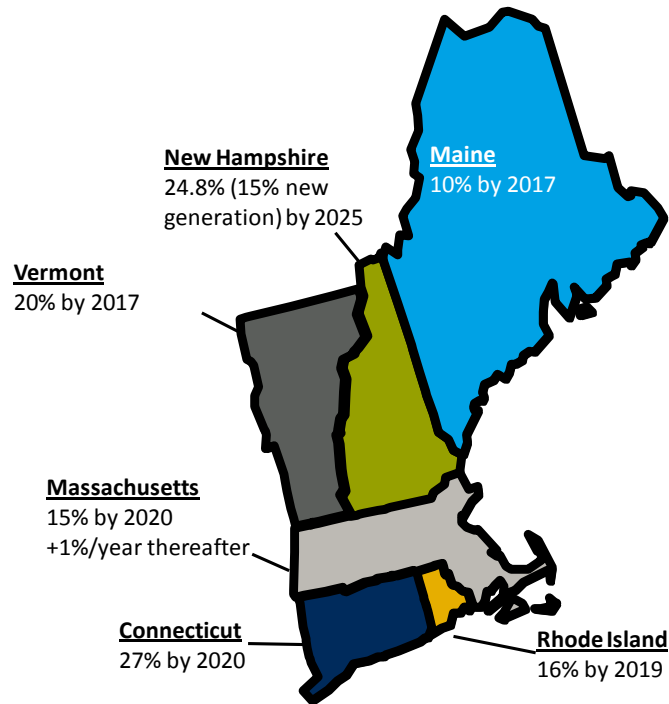 New Hampshire
24.8% (15% new
generation) by 2025
Maine
10% by 2017
Vermont
20% by 2017
Massachusetts
15% by 2020
+1%/year thereafter
Connecticut
27% by 2020
Rhode Island
16% by 2019